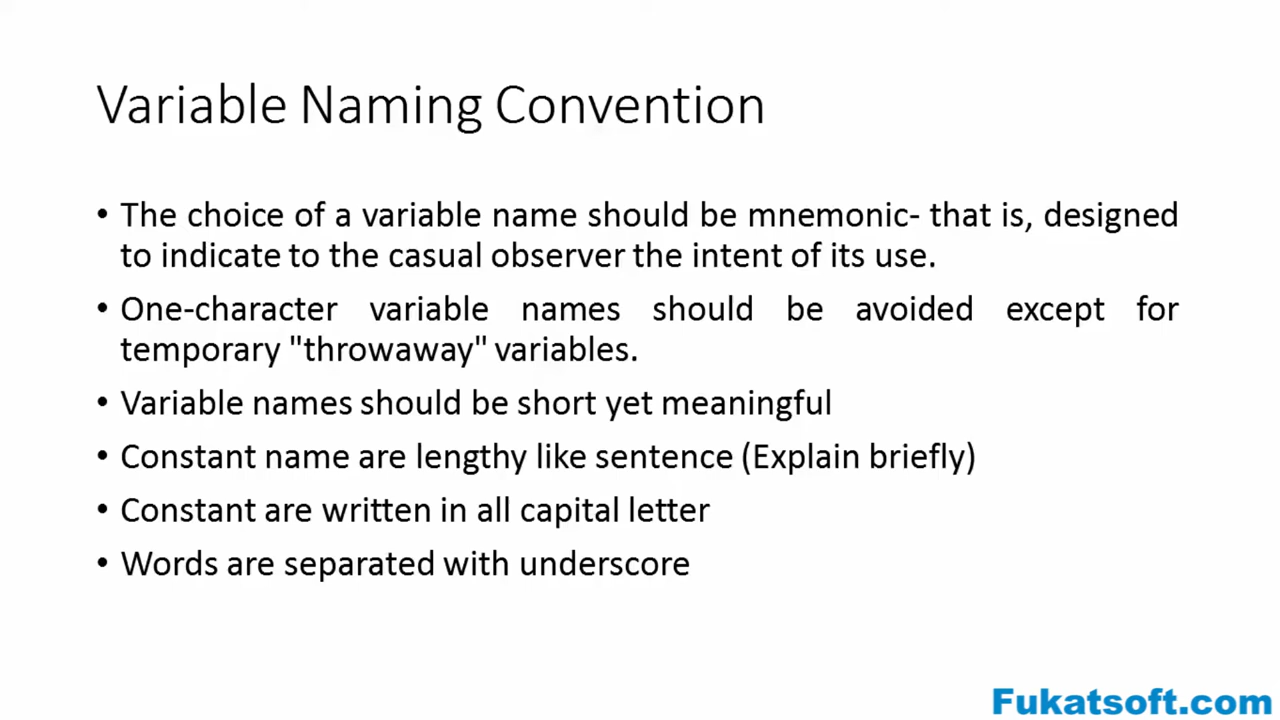 Variable Naming Convention
• The choice of a variable name should be mnemonic- that is, designed
to indicate to the casual observer the intent of its use.
• One-character variable names should be avoided except for
temporary "throwaway" variables.
• Variable names should be short yet meaningful
• Constant name are lengthy like sentence (Explain briefly)
• Constant are written in all capital letter
• Words are separated with underscore
Fukatsoft.com